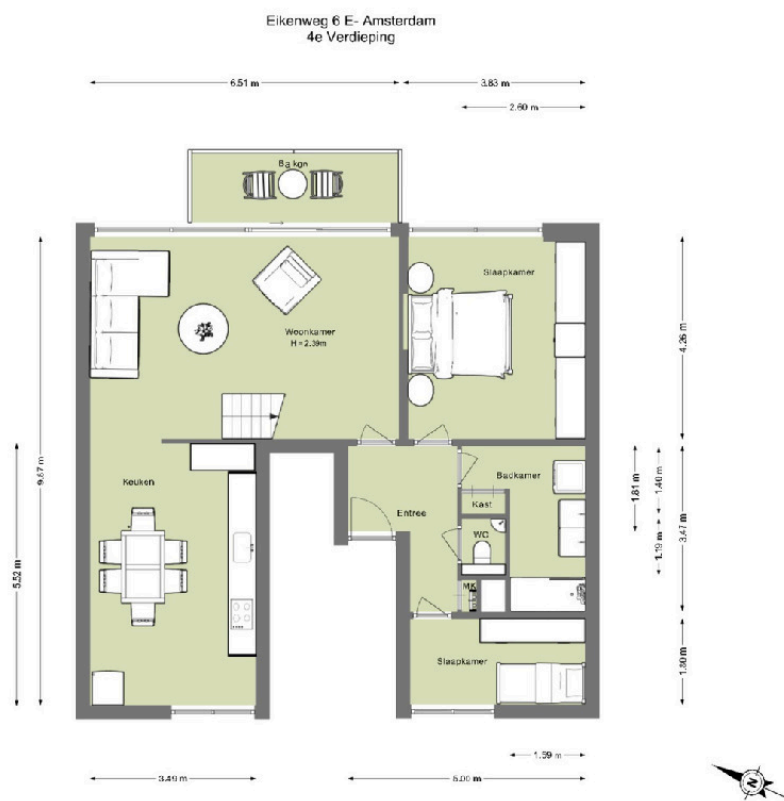 Eikenweg 6 E- Amsterdam
4e Verdieping
6.51 m
3.83 m
2.60 m
Balkon
Slaapkamer
Woonkamer
H = 2.39m
4.26 m
9.87 m
Keuken
Badkamer
Kast
Entree
WC
MK
1.81 m
1.40 m
3.47 m
1.19 m
5.52 m
Slaapkamer
1.80 m
1.59 m
3.49 m
5.00 m
N